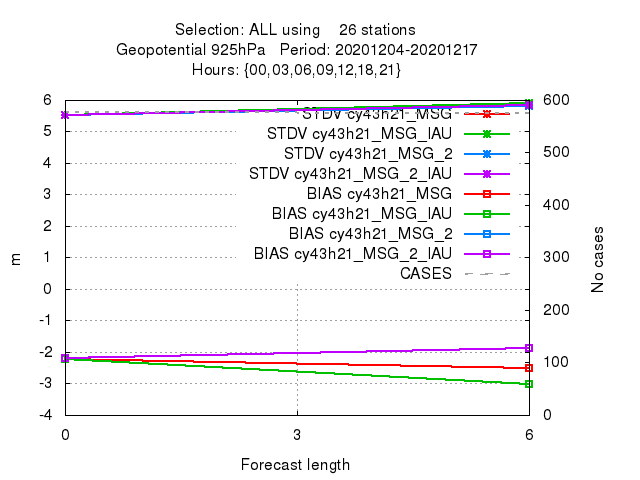 Selection: ALL using    26 stations
Geopotential 925hPa   Period: 20201204-20201217
Hours: {00,03,06,09,12,18,21}
6 600
STDV cy43h21_MSG
5 STDV cy43h21_MSG_IAU
500
4 STDV cy43h21_MSG_2
3 STDV cy43h21_MSG_2_IAU
BIAS cy43h21_MSG
400
2 BIAS cy43h21_MSG_IAU
BIAS cy43h21_MSG_2
1 BIAS cy43h21_MSG_2_IAU 300
CASES
m
No cases
0
-1 200
-2
100
-3
-4 0
0 3 6
Forecast length